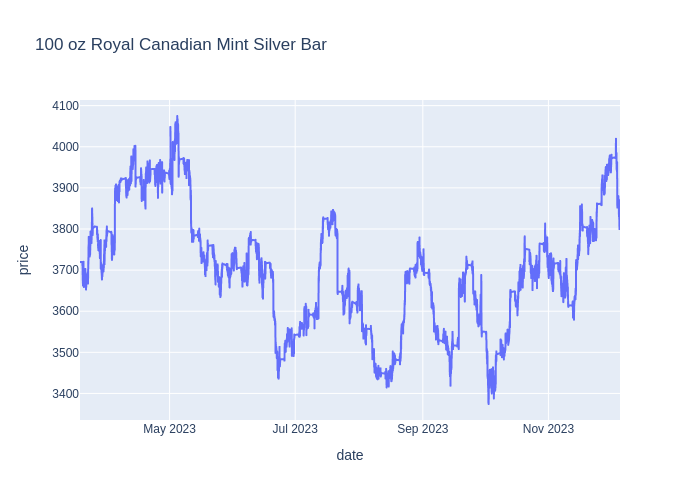 100 oz Royal Canadian Mint Silver Bar
4100
4000
3900
3800
3700
3600
3500
3400
price
May 2023
Jul 2023
Sep 2023
Nov 2023
date